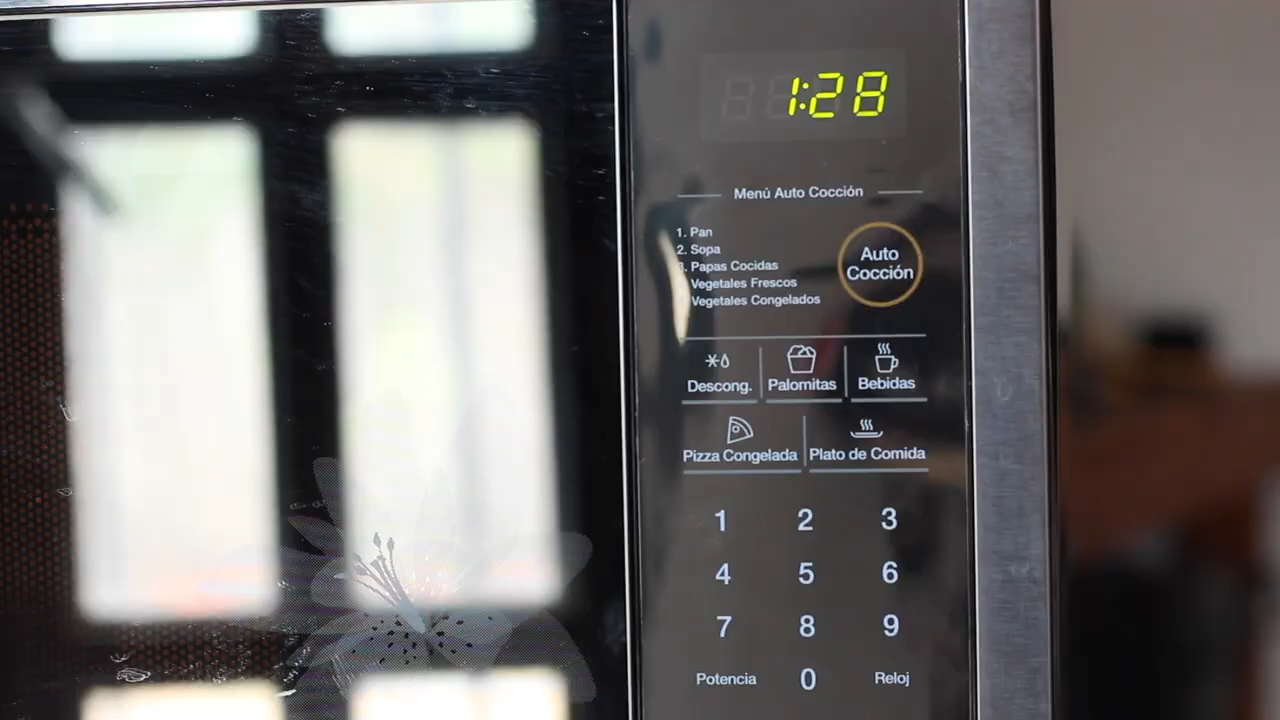 1:28
Menú Auto Cocción
1. Pan
2. Sopa
3. Papas Cocidas
Vegetales Frescos
Vegetales Congelados
Auto
Cocción
Descong.
Palomitas
Bebidas
Pizza Congelada
Plato de Comida
1 2 3
4 5 6
7 8 9
Potencia 0 Reloj